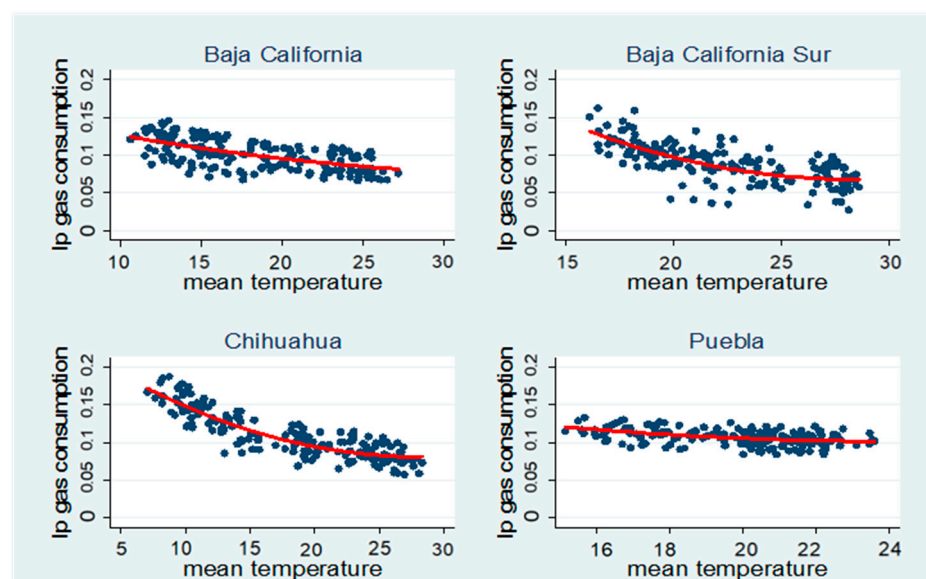 Baja California
lp gas consumption
0 0.05 0.1 0.15 0.2
10 15 20 25 30
mean temperature
Baja California Sur
lp gas consumption
0 0.05 0.1 0.15 0.2
15 20 25 30
mean temperature
Chihuahua
lp gas consumption
0 0.05 0.1 0.15 0.2
5 10 15 20 25 30
mean temperature
Puebla
lp gas consumption
0 0.05 0.1 0.15 0.2
16 18 20 22 24
mean temperature